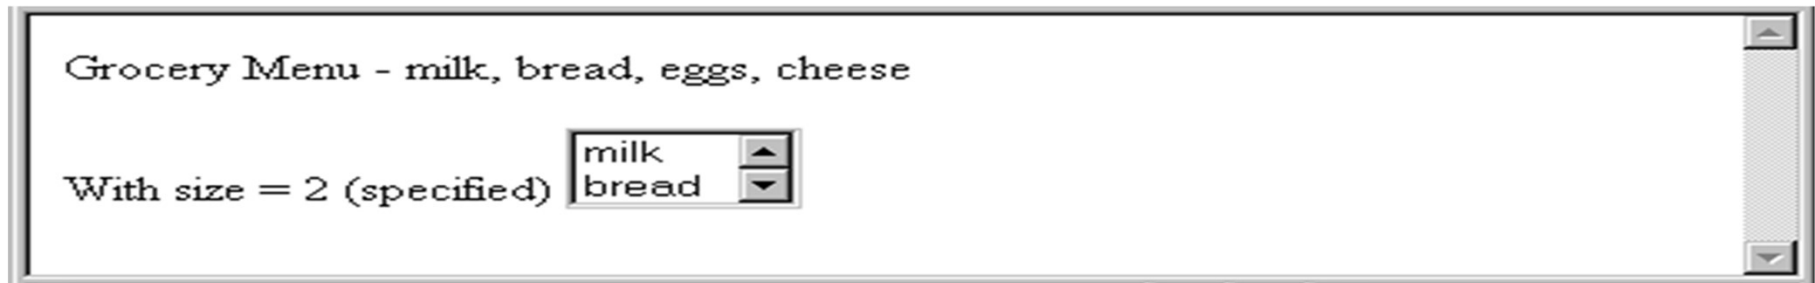 Grocery Menu - milk, bread, eggs, cheese
milk
With size = 2 (specified) bread